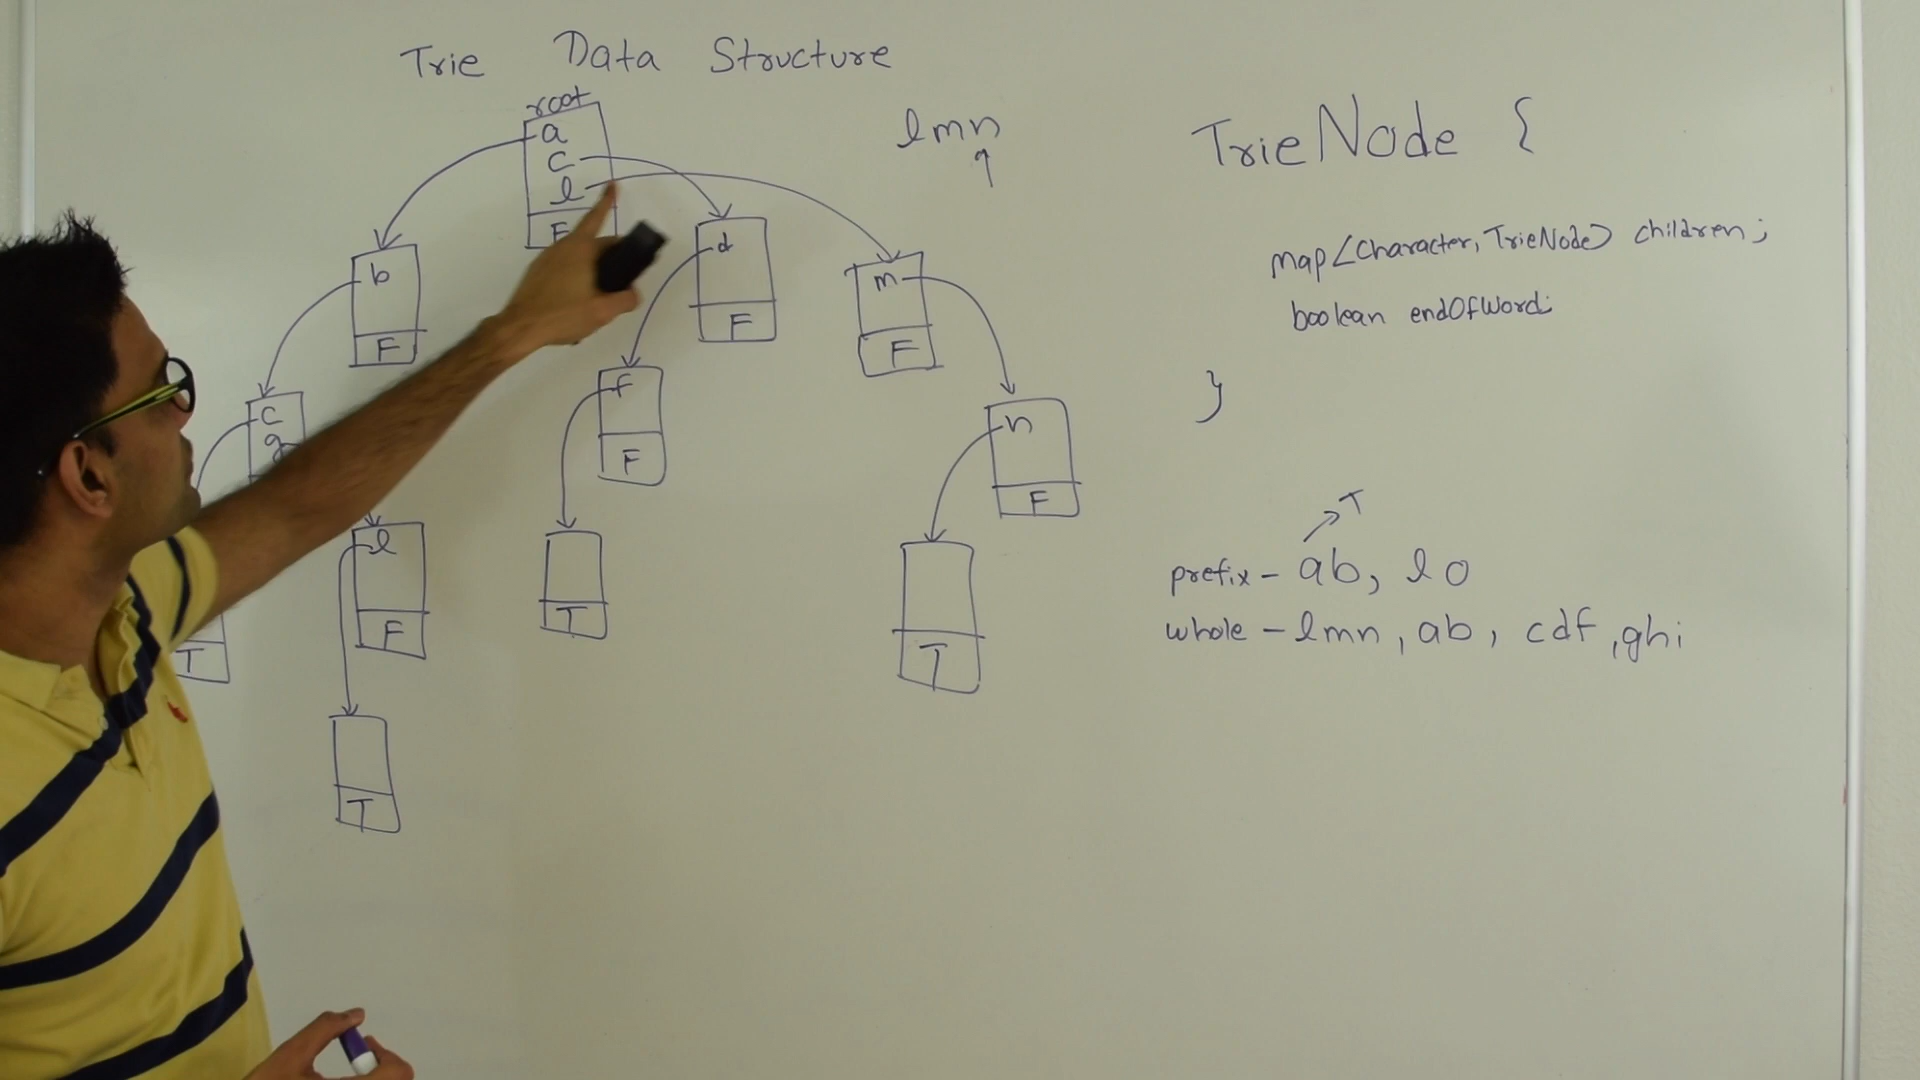 Trie Data Structure
root
a
c
l
F
lmn
b
F
d
F
m
F
c
g
f
F
n
F
l
F
T
T
T
T
TrieNode {
map<Character, TrieNode> children;
boolean endOfWord;
}
T
prefix - ab, lo
whole - lmn, ab, cdf, ghi